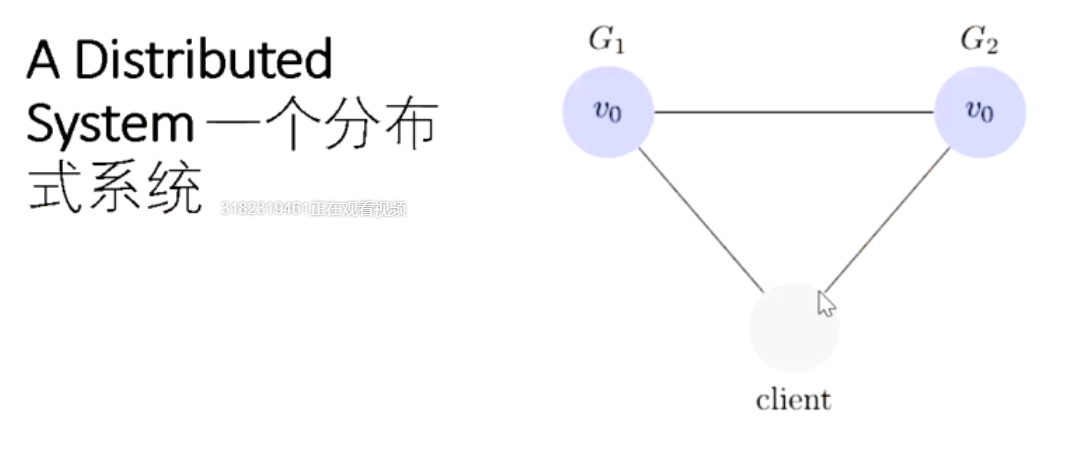 A Distributed
System 一个分布
式系统
3182319461正在观看视频
G₁
G₂
v₀
v₀
client